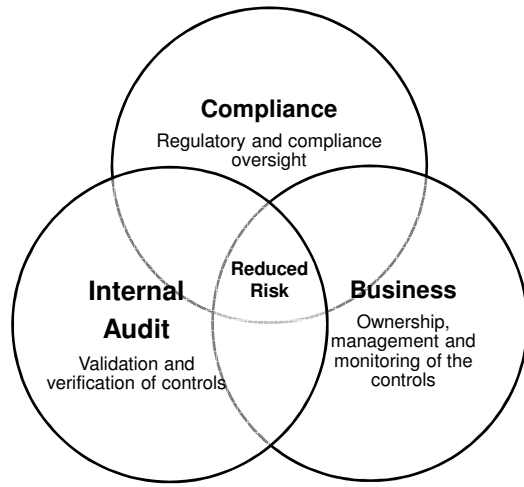 Compliance
Regulatory and compliance
oversight
Reduced
Risk
Internal
Audit
Validation and
verification of controls
Business
Ownership,
management and
monitoring of the
controls